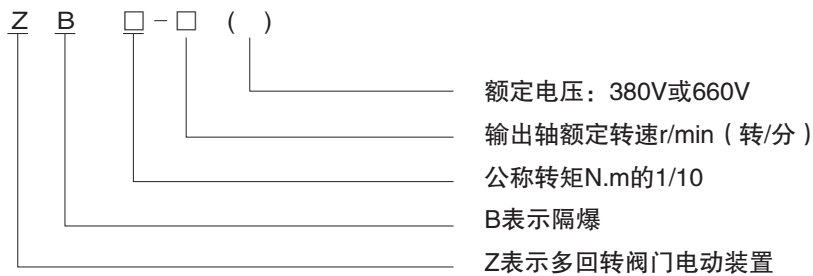 Z B □-□ ( )
额定电压：380V或660V
输出轴额定转速r/min（转/分）
公称转矩N.m的1/10
B表示隔爆
Z表示多回转阀门电动装置